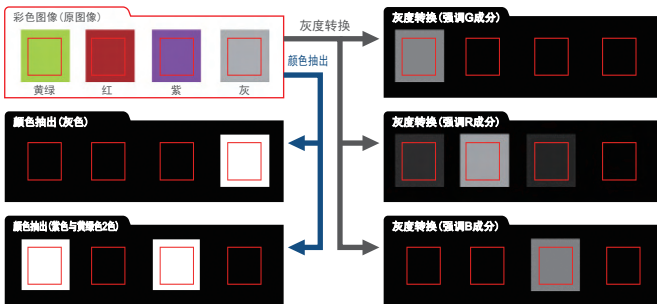 彩色图像(原图像)
黄绿
红
紫
灰
灰度转换
颜色抽出
灰度转换(强调G成分)
颜色抽出(灰色)
灰度转换(强调R成分)
颜色抽出(紫色与黄绿色2色)
灰度转换(强调B成分)